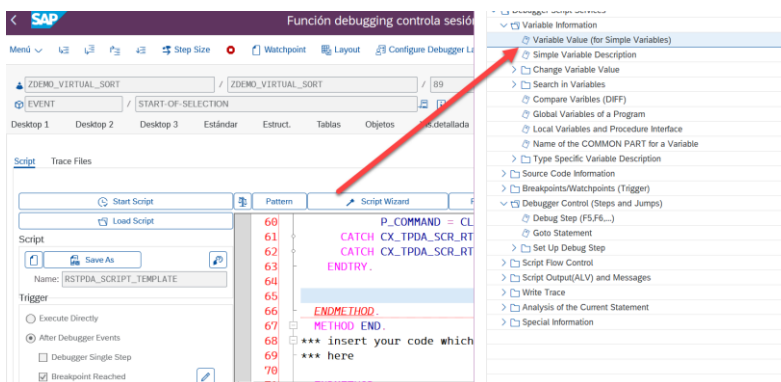 SAP
Función debugging controla sesió
Menú
Step Size
Watchpoint
Layout
Configure Debugger La
ZDEMO_VIRTUAL_SORT / ZDEMO_VIRTUAL_SORT / 89
EVENT / START-OF-SELECTION
Desktop 1 Desktop 2 Desktop 3 Estándar Estruct. Tablas Objetos detallada
Script Trace Files
Start Script
Load Script
Pattern
Script Wizard
Script
Save As
Name: RSTPDA_SCRIPT_TEMPLATE
Trigger
Execute Directly
After Debugger Events
Debugger Single Step
Breakpoint Reached
60 P_COMMAND = CL
61 CATCH CX_TPDA_SCR_RT
62 CATCH CX_TPDA_SCR_RT
63 ENDTRY.
64
65
66 ENDMETHOD.
67 METHOD END.
68 *** insert your code which
69 *** here
70
Debugger Script Services
Variable Information
Variable Value (for Simple Variables)
Simple Variable Description
Change Variable Value
Search in Variables
Compare Varibles (DIFF)
Global Variables of a Program
Local Variables and Procedure Interface
Name of the COMMON PART for a Variable
Type Specific Variable Description
Source Code Information
Breakpoints/Watchpoints (Trigger)
Debugger Control (Steps and Jumps)
Debug Step (F5,F6,...)
Goto Statement
Set Up Debug Step
Script Flow Control
Script Output(ALV) and Messages
Write Trace
Analysis of the Current Statement
Special Information